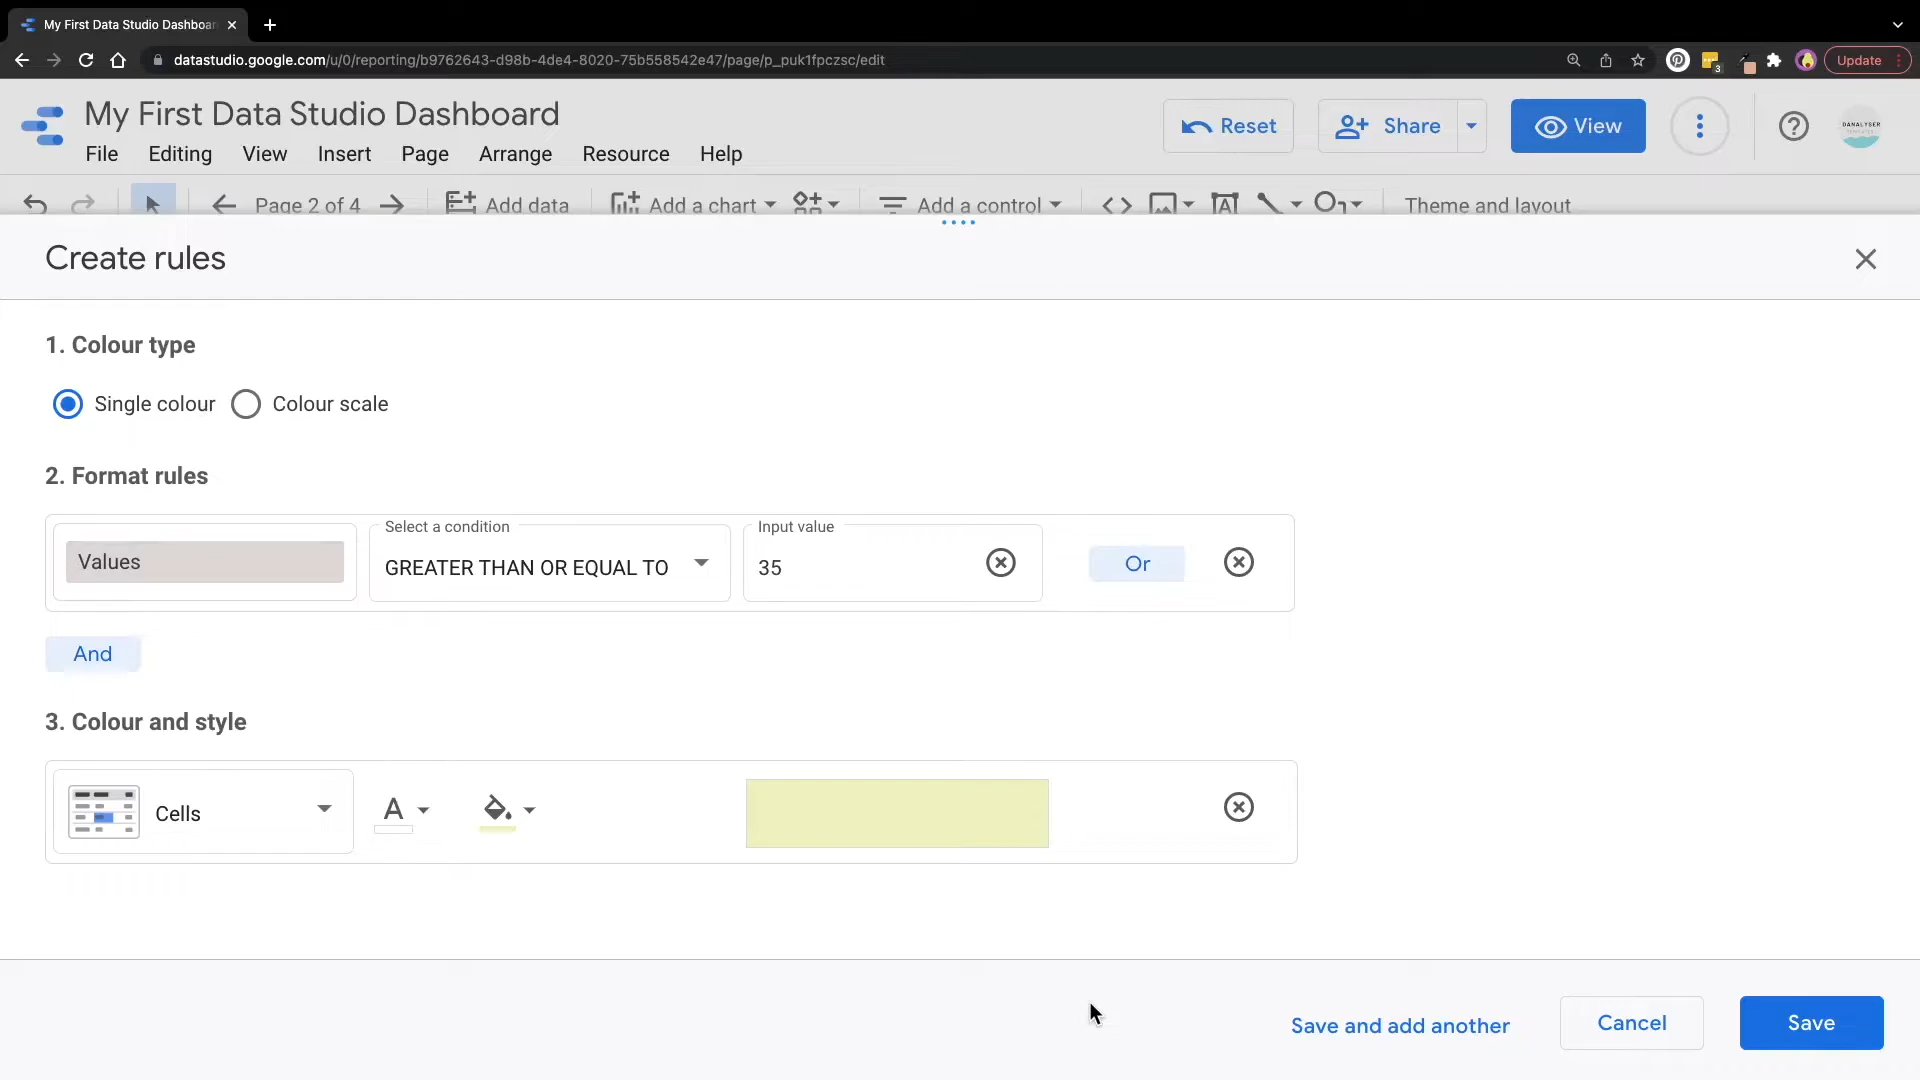 My First Data Studio Dashboar
datastudio.google.com/u/0/reporting/b9762643-d98b-4de4-8020-75b558542e47/page/p_puk1fpczsc/edit
3
Update
My First Data Studio Dashboard
Reset
Share
View
DANALYSER
File Editing View Insert Page Arrange Resource Help
Page 2 of 4
Add data
Add a chart
Add a control
Theme and layout
Create rules
1. Colour type
Single colour
Colour scale
2. Format rules
Values
Select a condition
GREATER THAN OR EQUAL TO
Input value
35
Or
And
3. Colour and style
Cells
A
Save and add another
Cancel
Save